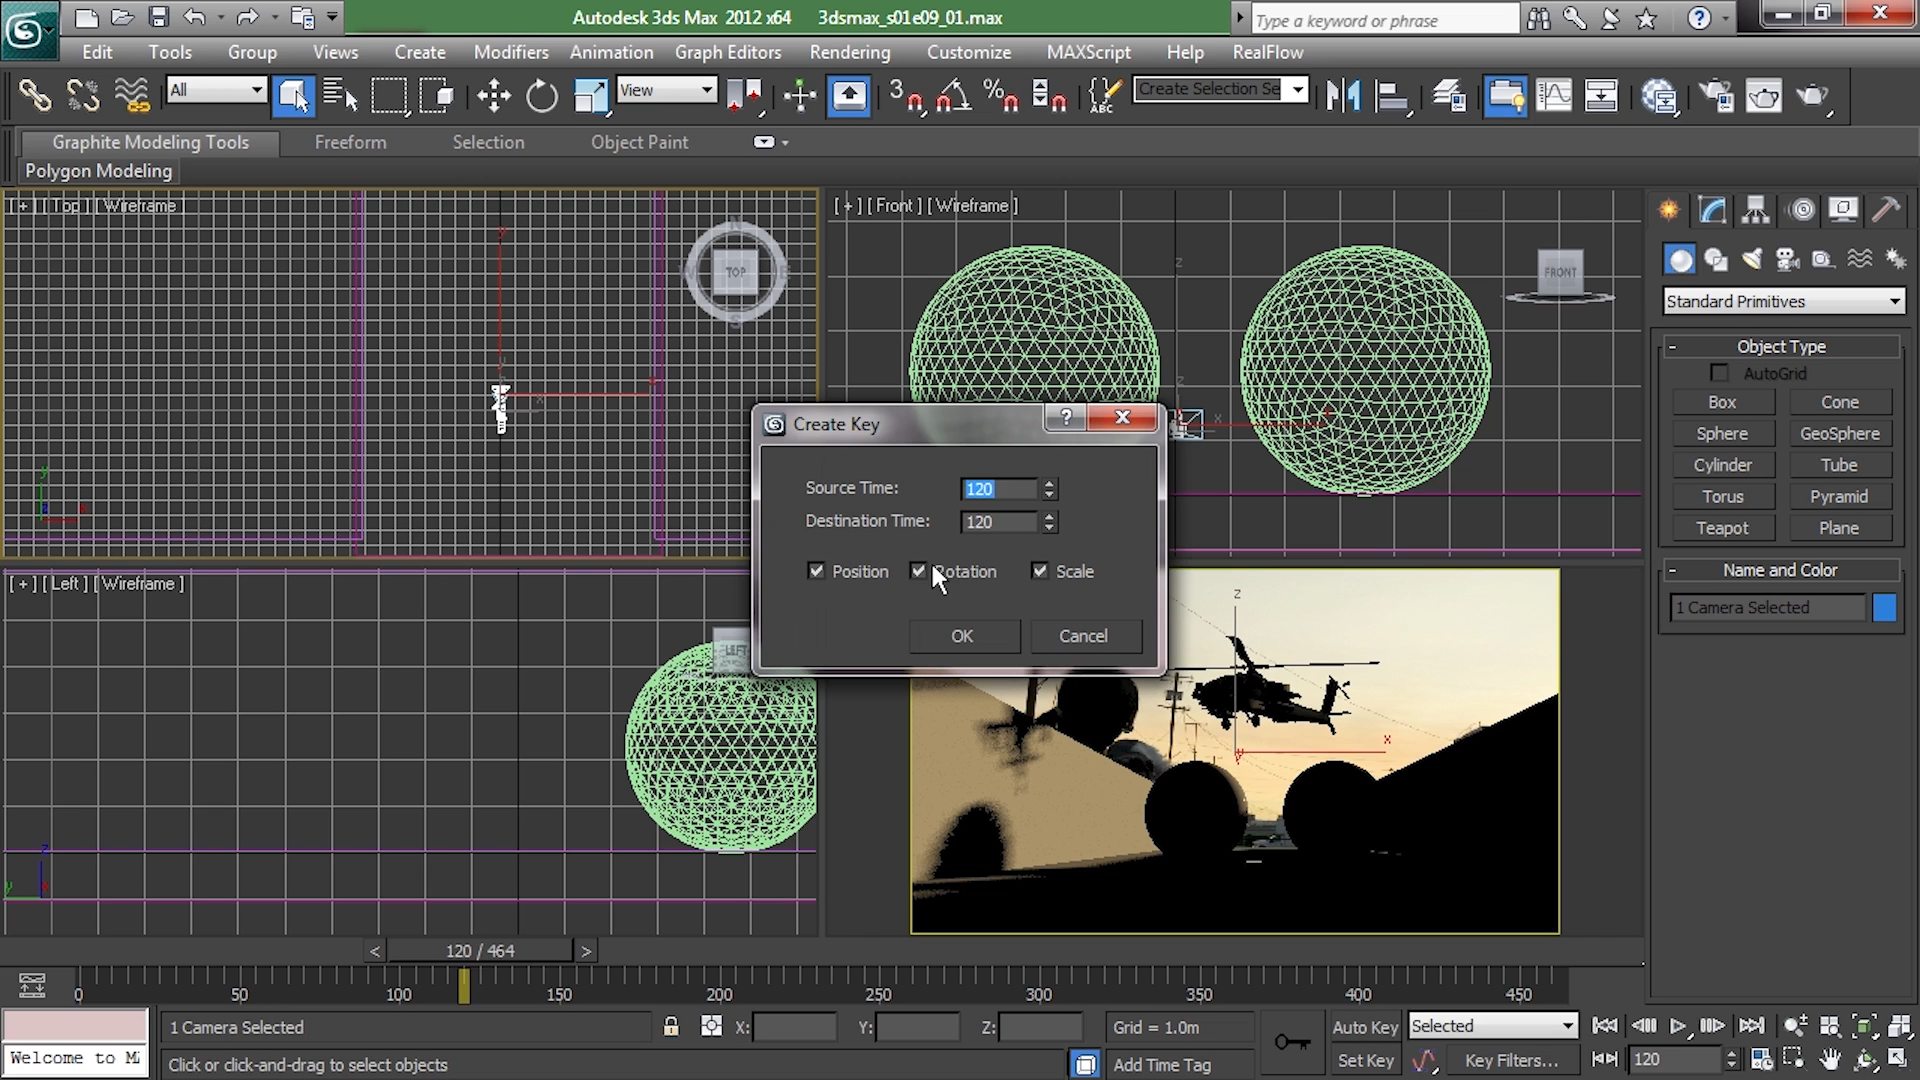 Autodesk 3ds Max 2012 x64 3dsmax_s01e09_01.max
Type a keyword or phrase
Edit Tools Group Views Create Modifiers Animation Graph Editors Rendering Customize MAXScript Help RealFlow
All
View
3
%
ABC
Create Selection Se
Graphite Modeling Tools Freeform Selection Object Paint
Polygon Modeling
[ + ] [ Top ] [ Wireframe ]
[ + ] [ Front ] [ Wireframe ]
N
TOP
S
FRONT
Standard Primitives
Object Type
AutoGrid
Box Cone
Sphere GeoSphere
Cylinder Tube
Torus Pyramid
Teapot Plane
Name and Color
1 Camera Selected
Create Key
Source Time: 120
Destination Time: 120
Position Rotation Scale
OK Cancel
[ + ] [ Left ] [ Wireframe ]
LEFT
z
x
y
120 / 464
0 50 100 150 200 250 300 350 400 450
1 Camera Selected
X: Y: Z:
Grid = 1.0m
Auto Key
Selected
Welcome to M
Click or click-and-drag to select objects
Add Time Tag
Set Key
Key Filters...
120